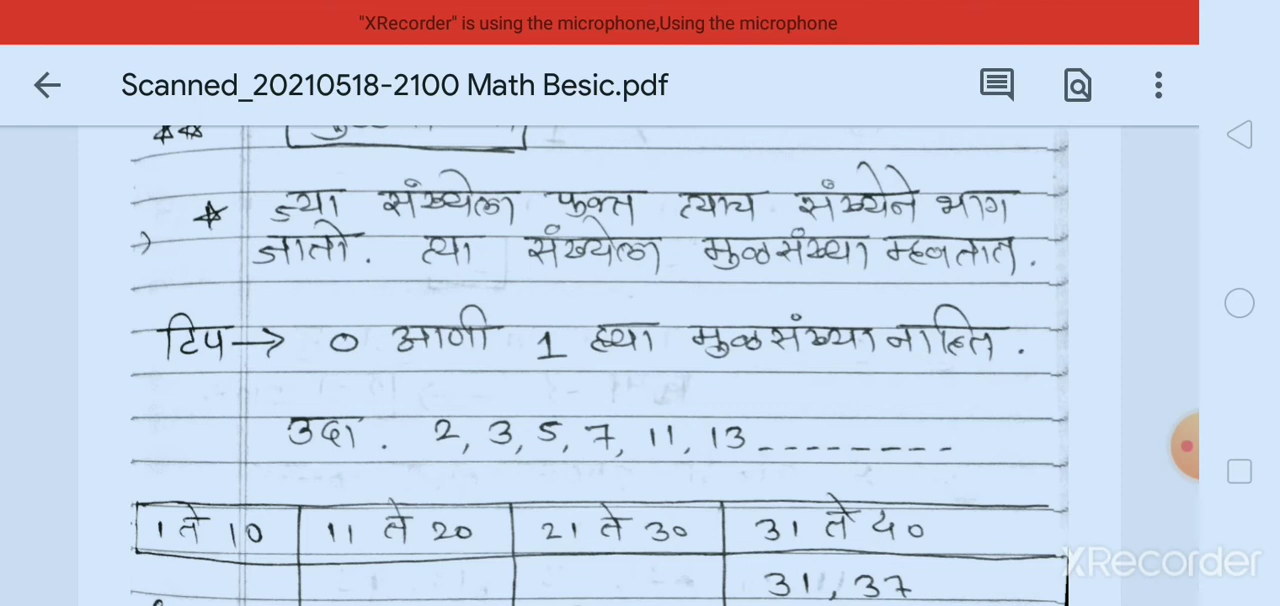 "XRecorder" is using the microphone,Using the microphone
Scanned_20210518-2100 Math Besic.pdf
ज्या संख्येला फक्त त्याच संख्येने भाग
जातो. त्या संख्येला मुळसंख्या म्हणतात.
टिप → 0 आणी 1 ह्या मुळसंख्या नाहित.
उदा. 2, 3, 5, 7, 11, 13 ---------
1 ते 10 11 ते 20 21 ते 30 31 ते 40
31, 37
XRecorder